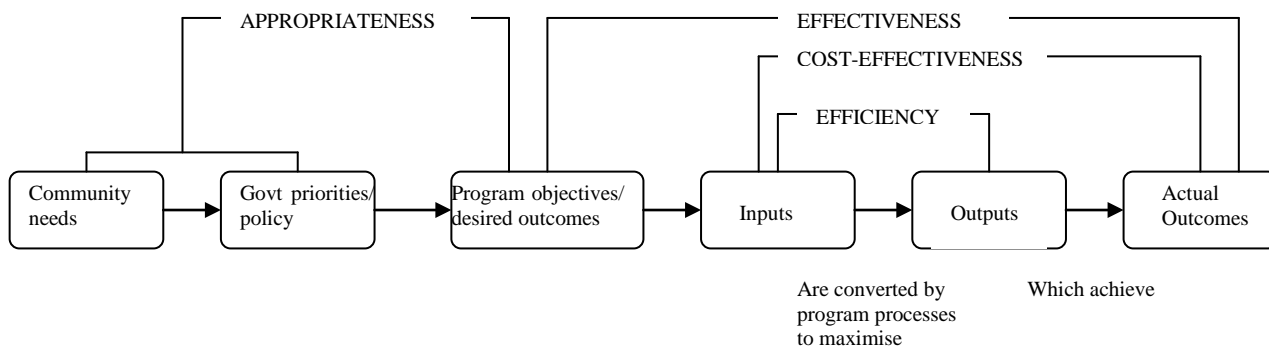 APPROPRIATENESS
EFFECTIVENESS
COST-EFFECTIVENESS
EFFICIENCY
Community
needs
Govt priorities/
policy
Program objectives/
desired outcomes
Inputs
Outputs
Actual
Outcomes
Are converted by
program processes
to maximise
Which achieve